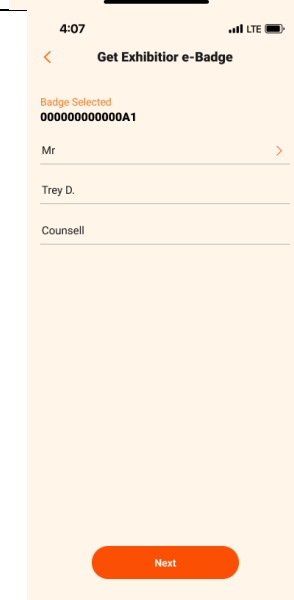 4:07 LTE
Get Exhibitior e-Badge
Badge Selected
000000000000A1
Mr
Trey D.
Counsell
Next